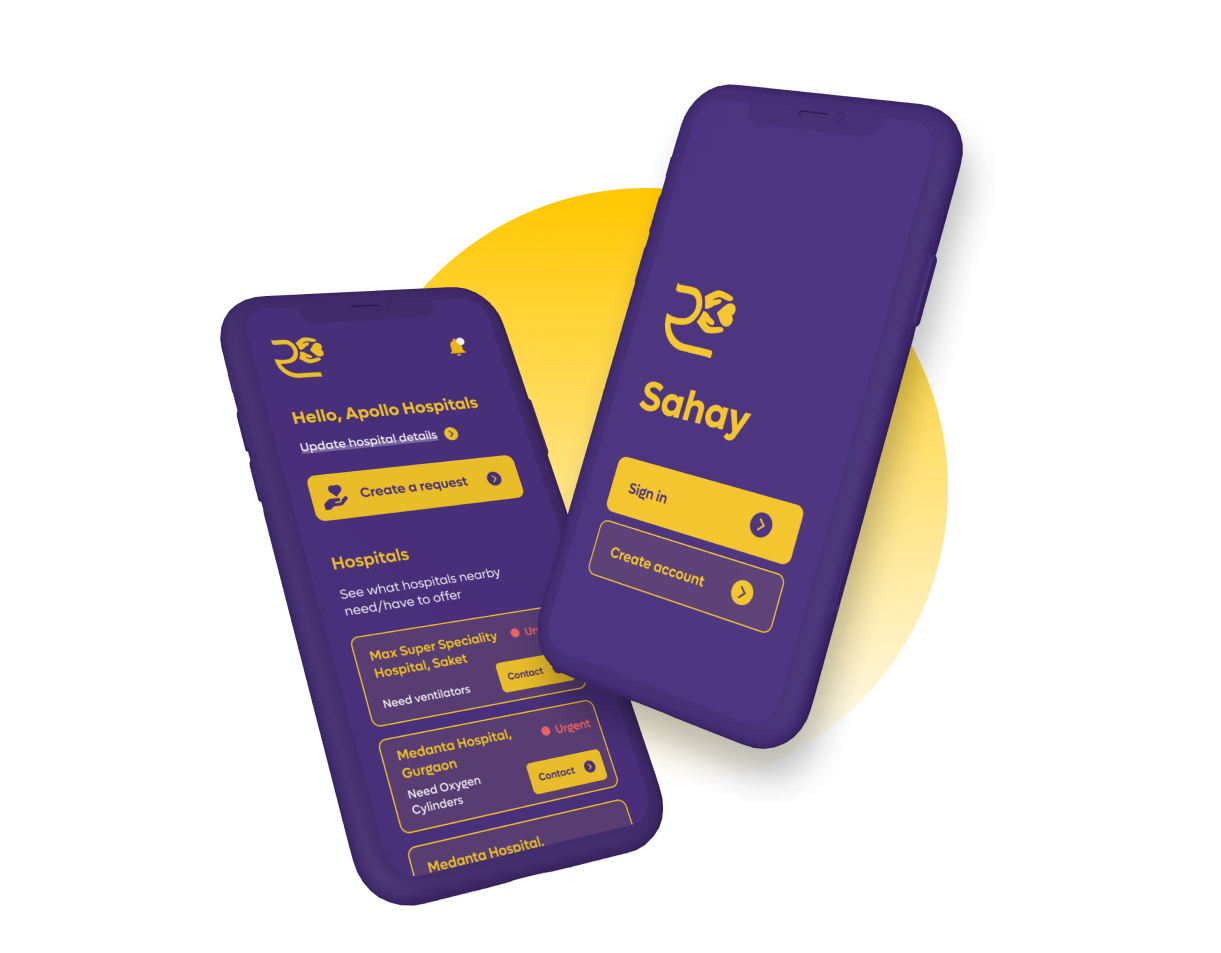 Hello, Apollo Hospitals
Update hospital details
Create a request
Hospitals
See what hospitals nearby
need/have to offer
Max Super Speciality
Hospital, Saket
Need ventilators
Contact
Medanta Hospital,
Gurgaon
Urgent
Need Oxygen
Cylinders
Contact
Medanta Hospital,
Sahay
Sign in
Create account